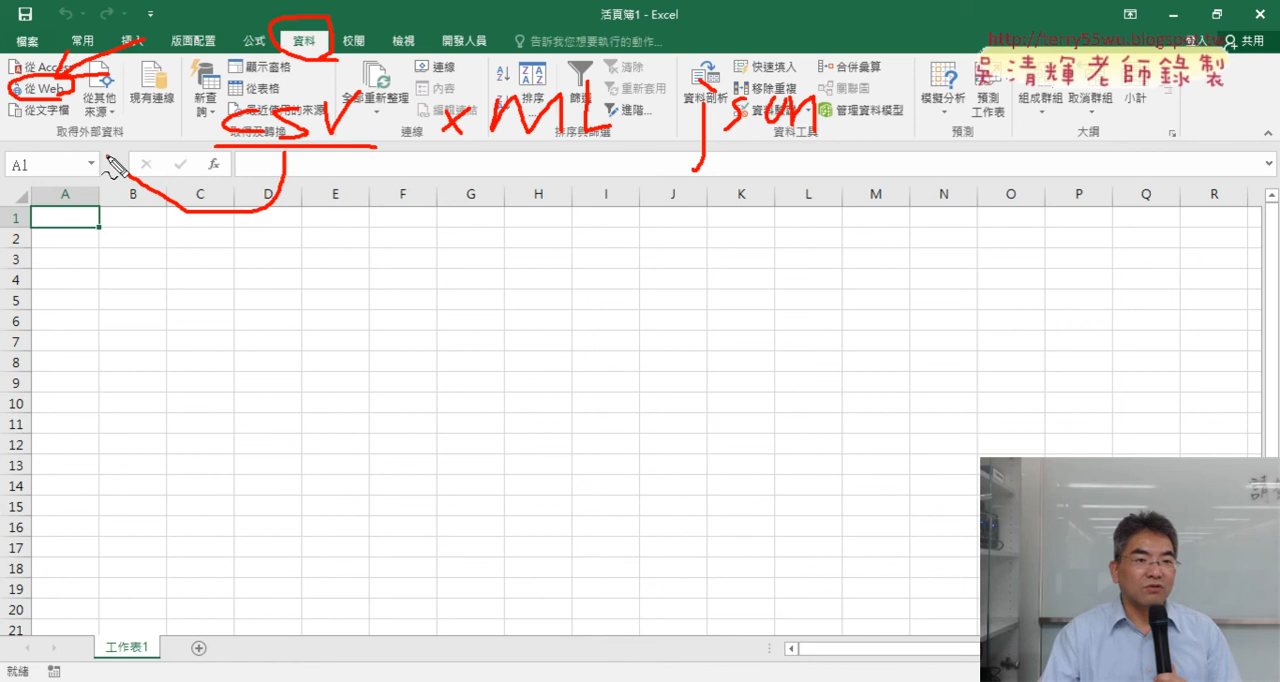 活頁簿1 - Excel
檔案 常用 插入 版面配置 公式 資料 校閱 檢視 開發人員 告訴我您想要執行的動作... 登入 共用
http://terry55wu.blogspot.tw
吳清輝老師錄製
從 Access
從 Web
從文字檔
從其他來源
現有連線
取得外部資料
新查詢
顯示窗格
從表格
最近使用的來源
取得及轉換
全部重新整理
連線
內容
編輯連結
連線
排序
篩選
清除
重新套用
進階...
排序與篩選
資料剖析
快速填入
移除重複
資料驗證
合併彙算
關聯圖
管理資料模型
資料工具
模擬分析
預測工作表
預測
組成群組
取消群組
小計
大綱
csv xML json
A1 fx
A B C D E F G H I J K L M N O P Q R
1
2
3
4
5
6
7
8
9
10
11
12
13
14
15
16
17
18
19
20
21
工作表1
就緒